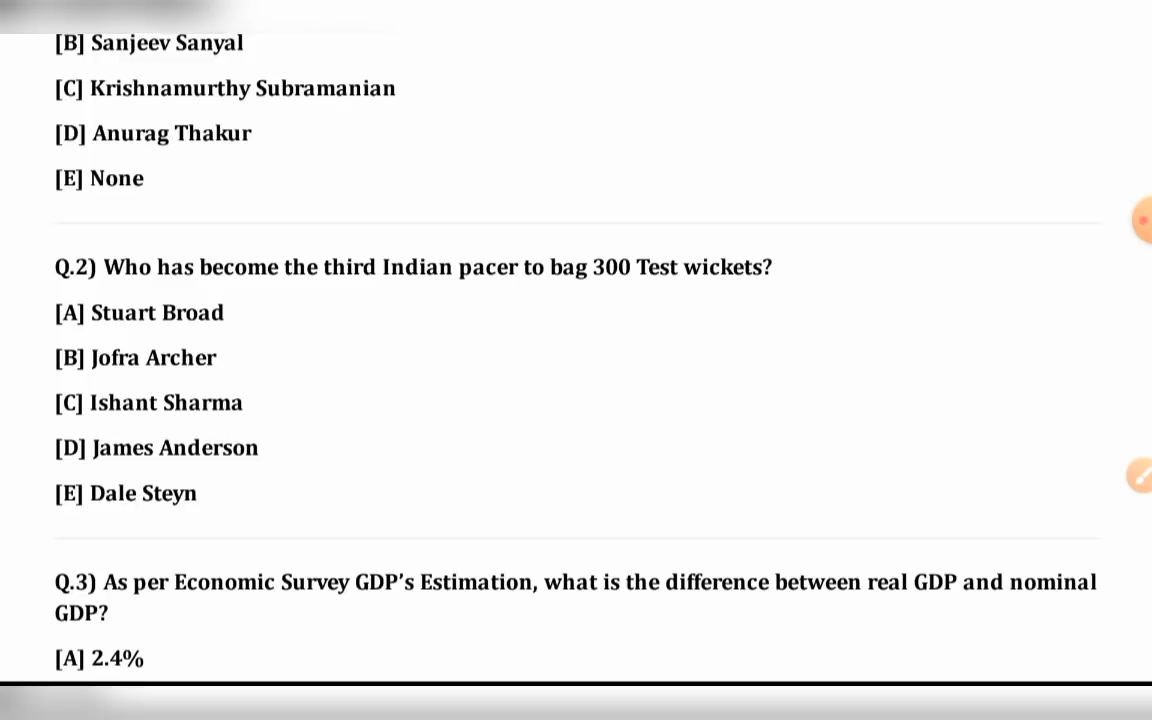 [B] Sanjeev Sanyal
[C] Krishnamurthy Subramanian
[D] Anurag Thakur
[E] None
Q.2) Who has become the third Indian pacer to bag 300 Test wickets?
[A] Stuart Broad
[B] Jofra Archer
[C] Ishant Sharma
[D] James Anderson
[E] Dale Steyn
Q.3) As per Economic Survey GDP’s Estimation, what is the difference between real GDP and nominal
GDP?
[A] 2.4%